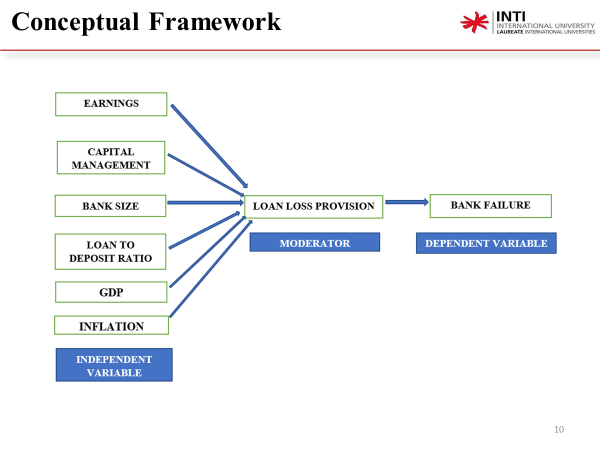 Conceptual Framework
INTI
INTERNATIONAL UNIVERSITY
LAUREATE INTERNATIONAL UNIVERSITIES
EARNINGS
CAPITAL
MANAGEMENT
BANK SIZE
LOAN LOSS PROVISION
BANK FAILURE
LOAN TO
DEPOSIT RATIO
MODERATOR
DEPENDENT VARIABLE
GDP
INFLATION
INDEPENDENT
VARIABLE
10